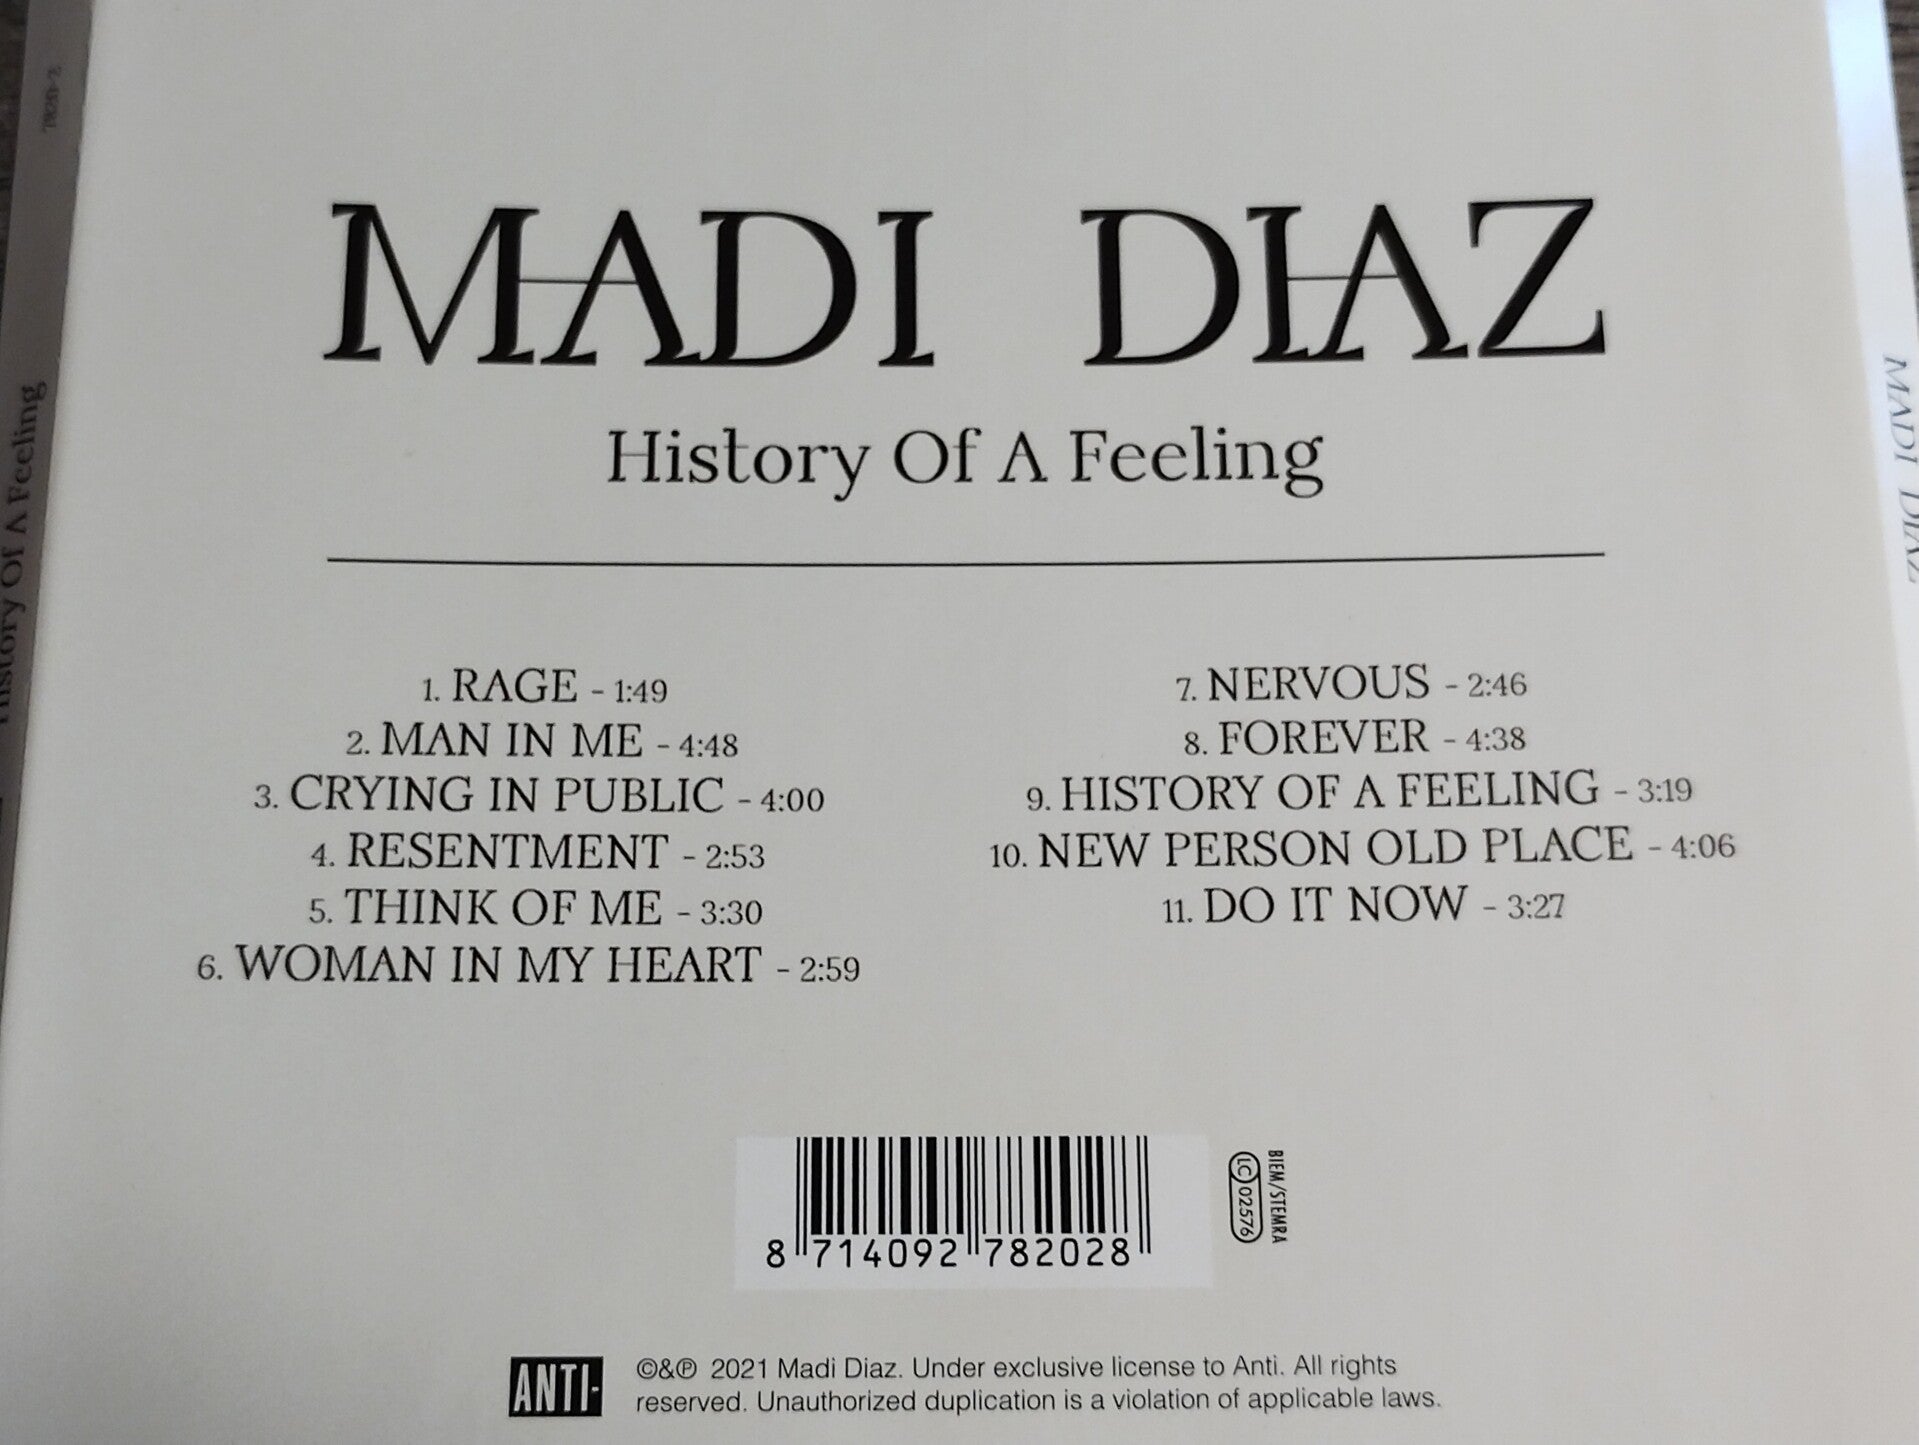 MADI DIAZ
History Of A Feeling
1. RAGE - 1:49
2. MAN IN ME - 4:48
3. CRYING IN PUBLIC - 4:00
4. RESENTMENT - 2:53
5. THINK OF ME - 3:30
6. WOMAN IN MY HEART - 2:59
7. NERVOUS - 2:46
8. FOREVER - 4:38
9. HISTORY OF A FEELING - 3:19
10. NEW PERSON OLD PLACE - 4:06
11. DO IT NOW - 3:27
8 714092 782028
BIEM/STEMRA
LC 02576
ANTI-
©&℗ 2021 Madi Diaz. Under exclusive license to Anti. All rights
reserved. Unauthorized duplication is a violation of applicable laws.
History Of A Feeling
MADI DIAZ